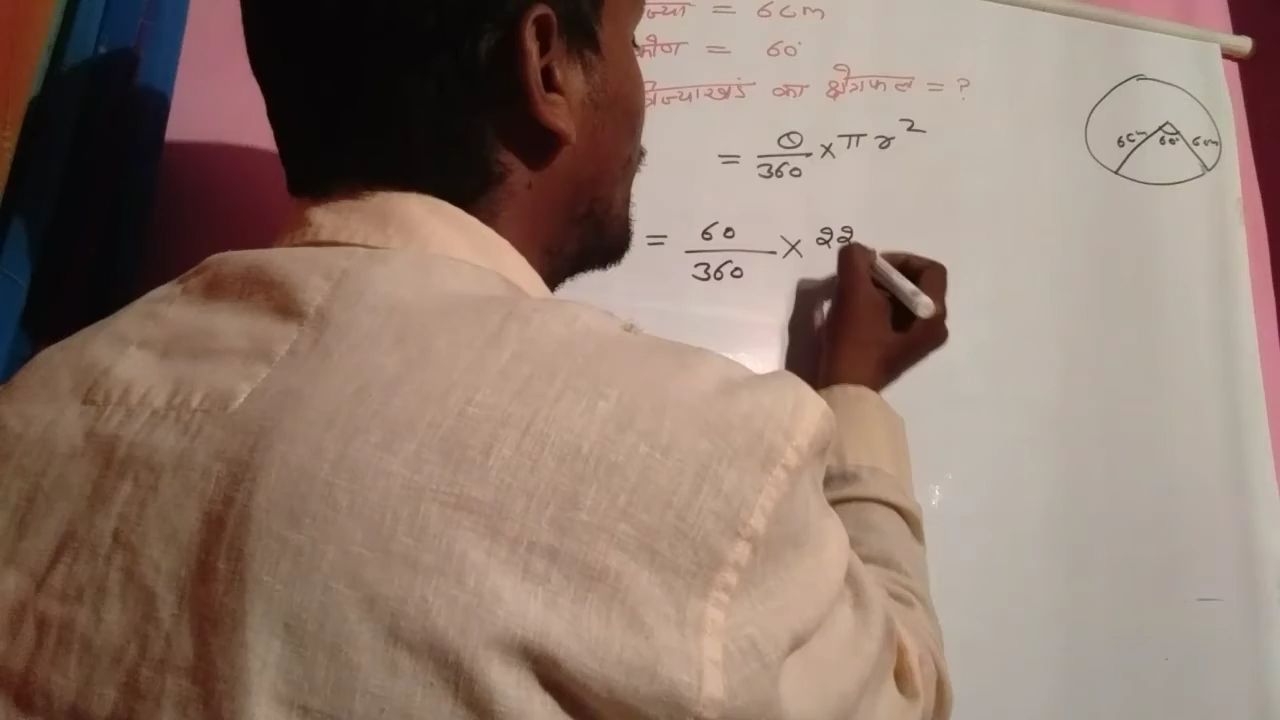 ज्या = 6cm
कोण = 60°
त्रिज्याखंड का क्षेत्रफल = ?
= θ/360 × π r²
= 60/360 × 22
6cm 60° 6cm